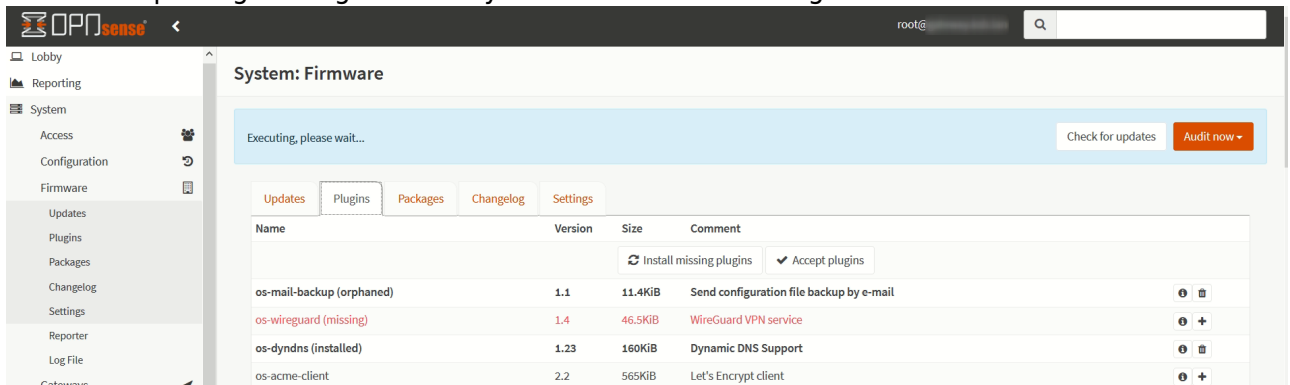 OPNsense
root@
Lobby
Reporting
System
Access
Configuration
Firmware
Updates
Plugins
Packages
Changelog
Settings
Reporter
Log File
System: Firmware
Executing, please wait...
Check for updates
Audit now
Updates Plugins Packages Changelog Settings
Name Version Size Comment
Install missing plugins Accept plugins
os-mail-backup (orphaned) 1.1 11.4KiB Send configuration file backup by e-mail
os-wireguard (missing) 1.4 46.5KiB WireGuard VPN service
os-dyndns (installed) 1.23 160KiB Dynamic DNS Support
os-acme-client 2.2 565KiB Let's Encrypt client